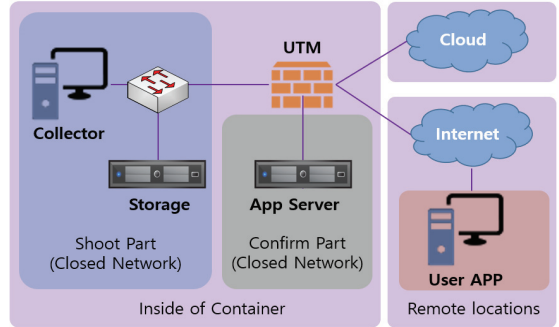 UTM
Cloud
Collector
Internet
Storage
App Server
Shoot Part
(Closed Network)
Confirm Part
(Closed Network)
User APP
Inside of Container
Remote locations